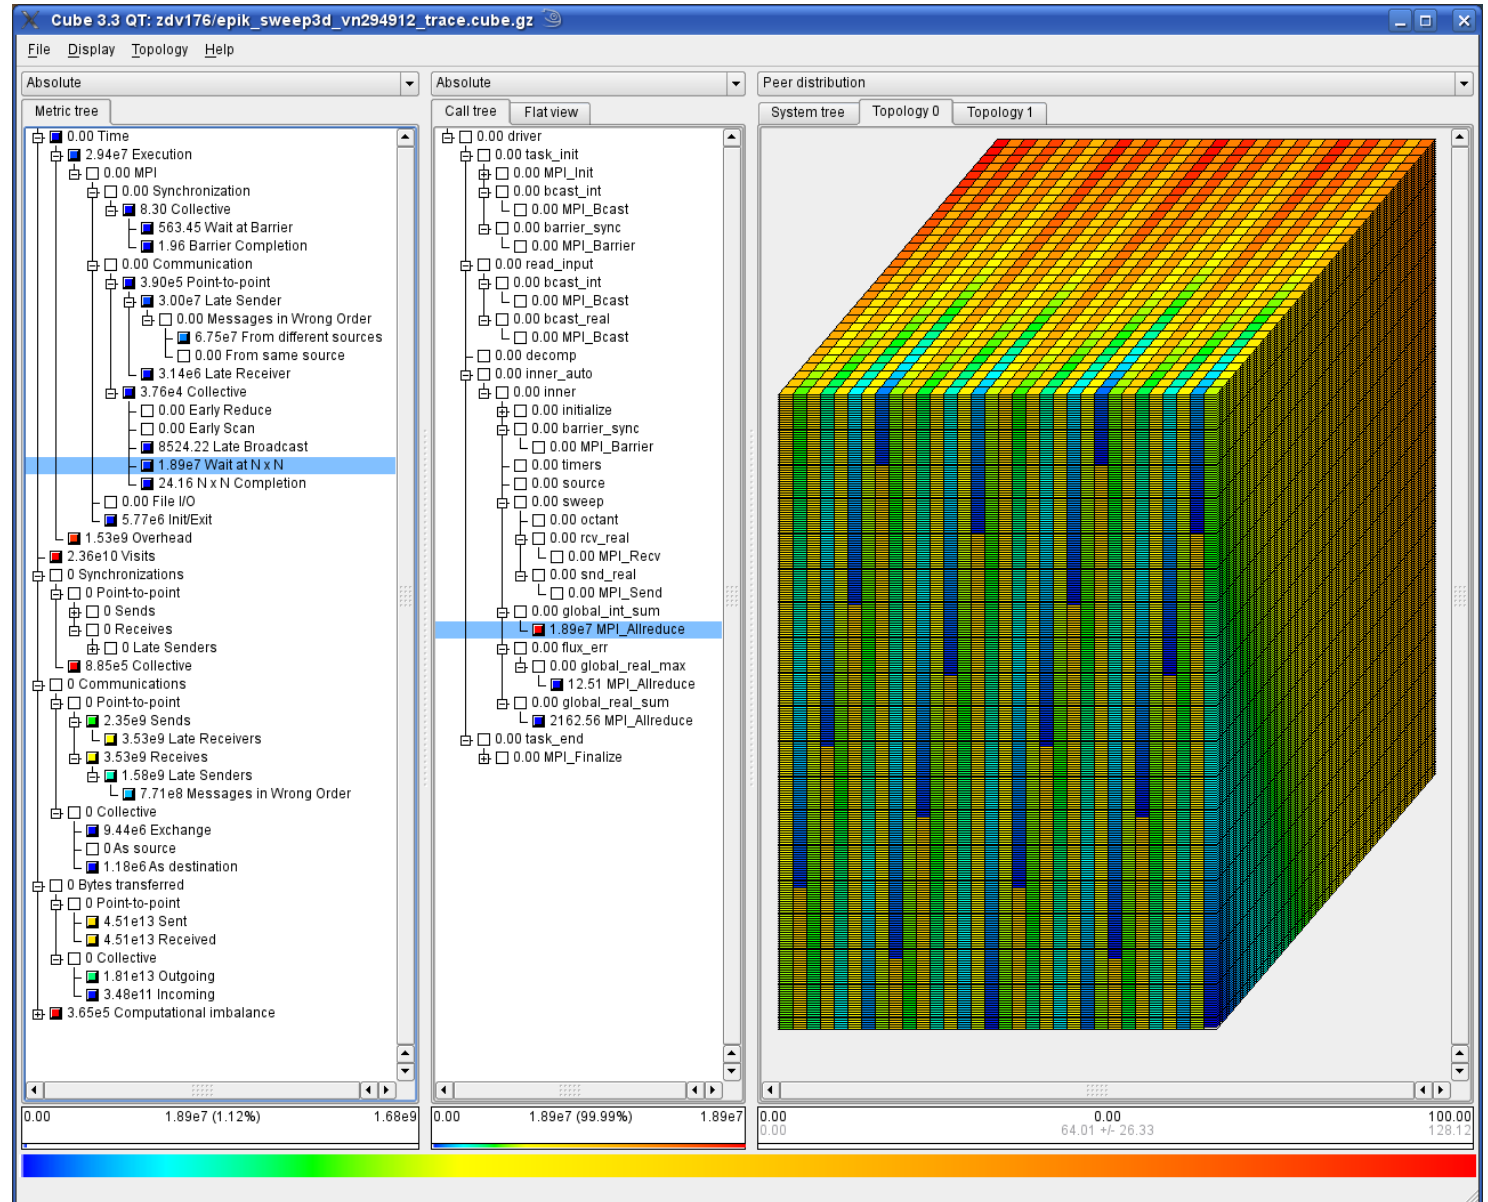 Cube 3.3 QT: zdv176/epik_sweep3d_vn294912_trace.cube.gz
File Display Topology Help
Absolute
Metric tree
0.00 Time
2.94e7 Execution
0.00 MPI
0.00 Synchronization
8.30 Collective
563.45 Wait at Barrier
1.96 Barrier Completion
0.00 Communication
3.90e5 Point-to-point
3.00e7 Late Sender
0.00 Messages in Wrong Order
6.75e7 From different sources
0.00 From same source
3.14e6 Late Receiver
3.76e4 Collective
0.00 Early Reduce
0.00 Early Scan
8524.22 Late Broadcast
1.89e7 Wait at N x N
24.16 N x N Completion
0.00 File I/O
5.77e6 Init/Exit
1.53e9 Overhead
2.36e10 Visits
0 Synchronizations
0 Point-to-point
0 Sends
0 Receives
0 Late Senders
8.85e5 Collective
0 Communications
0 Point-to-point
2.35e9 Sends
3.53e9 Late Receivers
3.53e9 Receives
1.58e9 Late Senders
7.71e8 Messages in Wrong Order
0 Collective
9.44e6 Exchange
0 As source
1.18e6 As destination
0 Bytes transferred
0 Point-to-point
4.51e13 Sent
4.51e13 Received
0 Collective
1.81e13 Outgoing
3.48e11 Incoming
3.65e5 Computational imbalance
0.00 1.89e7 (1.12%) 1.68e9
Absolute
Call tree Flat view
0.00 driver
0.00 task_init
0.00 MPI_Init
0.00 bcast_int
0.00 MPI_Bcast
0.00 barrier_sync
0.00 MPI_Barrier
0.00 read_input
0.00 bcast_int
0.00 MPI_Bcast
0.00 bcast_real
0.00 MPI_Bcast
0.00 decomp
0.00 inner_auto
0.00 inner
0.00 initialize
0.00 barrier_sync
0.00 MPI_Barrier
0.00 timers
0.00 source
0.00 sweep
0.00 octant
0.00 rcv_real
0.00 MPI_Recv
0.00 snd_real
0.00 MPI_Send
0.00 global_int_sum
1.89e7 MPI_Allreduce
0.00 flux_err
0.00 global_real_max
12.51 MPI_Allreduce
0.00 global_real_sum
2162.56 MPI_Allreduce
0.00 task_end
0.00 MPI_Finalize
0.00 1.89e7 (99.99%) 1.89e7
Peer distribution
System tree Topology 0 Topology 1
0.00 0.00 100.00
0.00 64.01 +/- 26.33 128.12